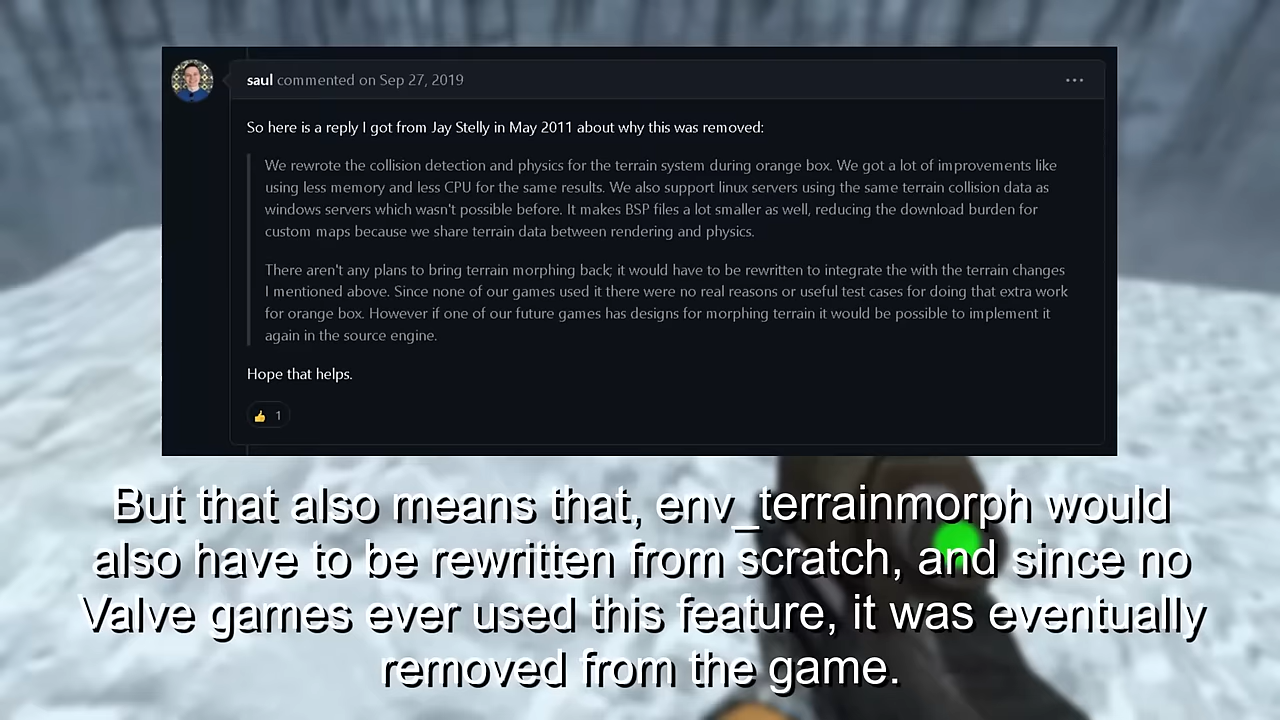 saul commented on Sep 27, 2019
So here is a reply I got from Jay Stelly in May 2011 about why this was removed:
We rewrote the collision detection and physics for the terrain system during orange box. We got a lot of improvements like
using less memory and less CPU for the same results. We also support linux servers using the same terrain collision data as
windows servers which wasn't possible before. It makes BSP files a lot smaller as well, reducing the download burden for
custom maps because we share terrain data between rendering and physics.
There aren't any plans to bring terrain morphing back; it would have to be rewritten to integrate the with the terrain changes
I mentioned above. Since none of our games used it there were no real reasons or useful test cases for doing that extra work
for orange box. However if one of our future games has designs for morphing terrain it would be possible to implement it
again in the source engine.
Hope that helps.
👍 1
But that also means that, env_terrainmorph would
also have to be rewritten from scratch, and since no
Valve games ever used this feature, it was eventually
removed from the game.